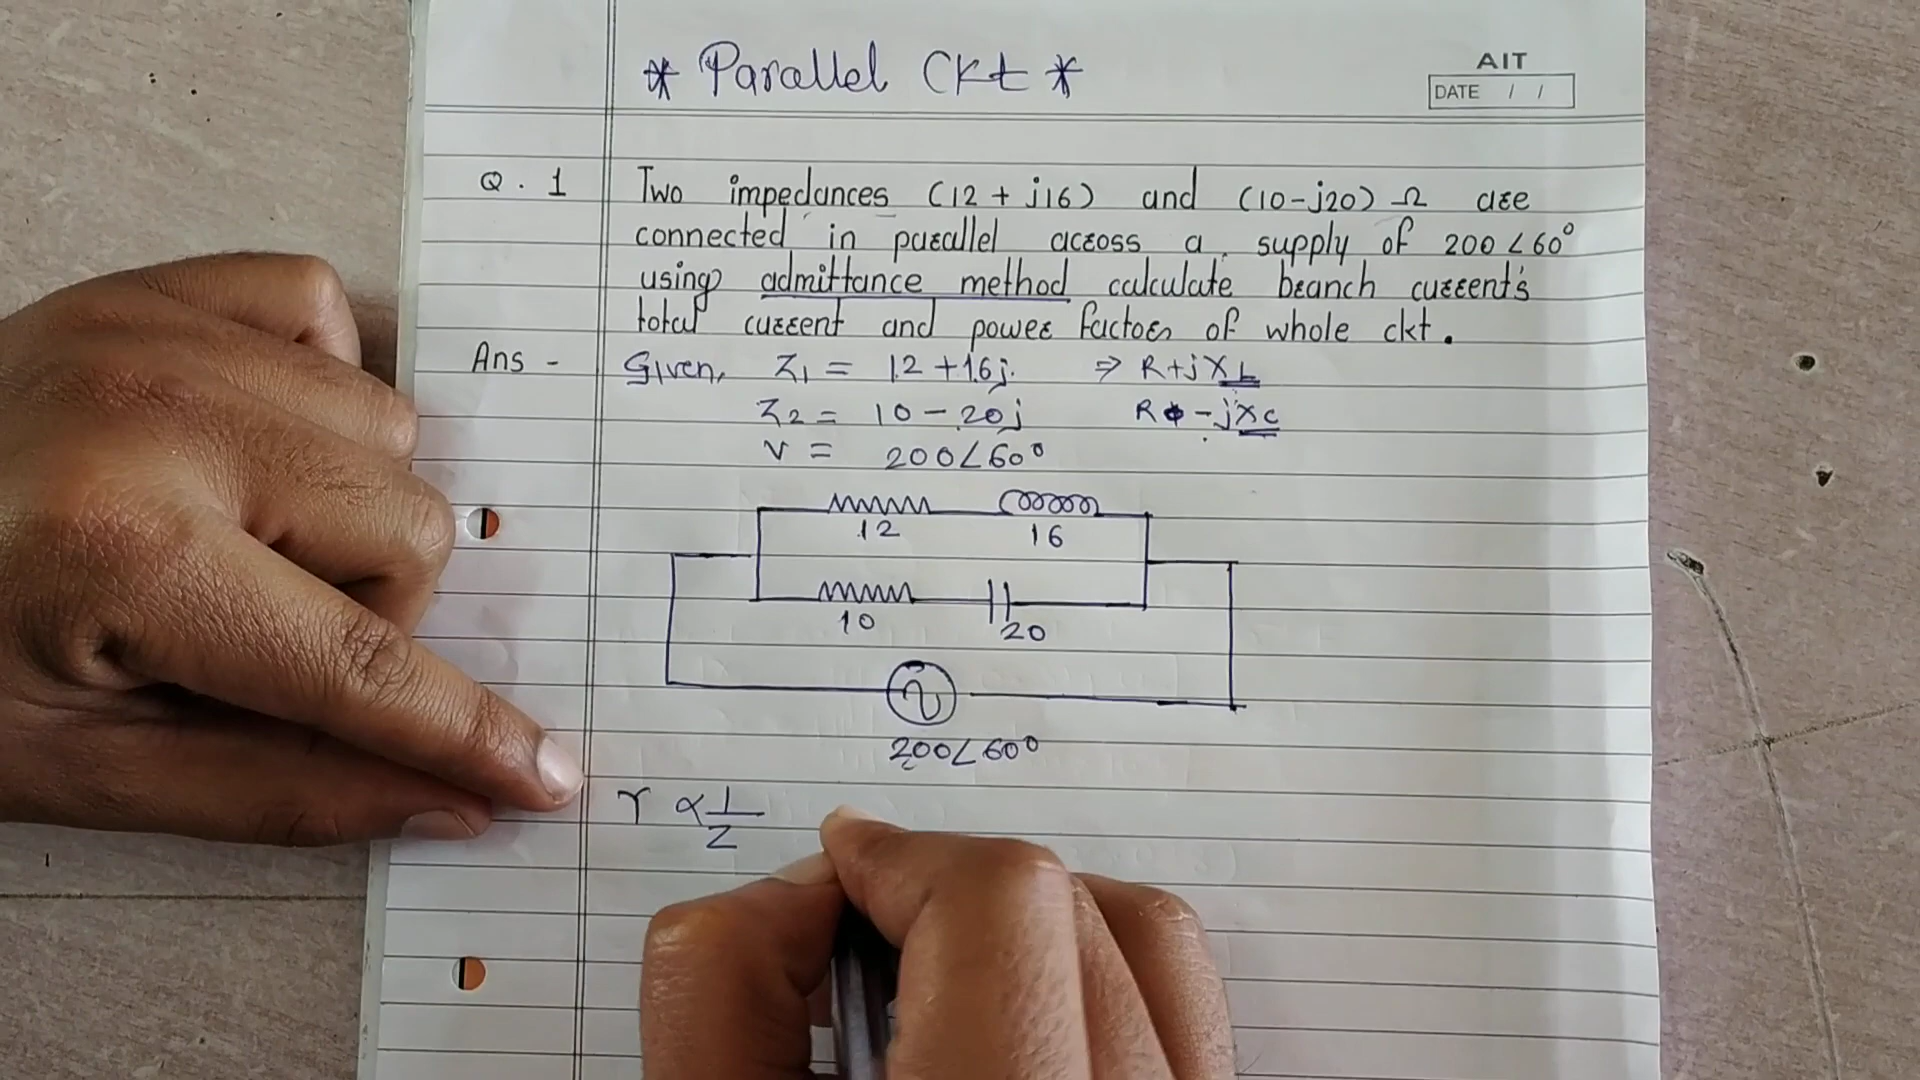 * Parallel Ckt *
AIT
DATE / /
Q. 1 Two impedances (12 + j16) and (10-j20) Ω are
connected in parallel across a supply of 200 ∠60°
using admittance method calculate branch current's
total current and power factor of whole ckt.
Ans - Given, Z1 = 12 + 16j ⇒ R+jXL
Z2 = 10 - 20j R - jXc
V = 200∠60°
12 16
10 20
200∠60°
Y ∝ 1/Z